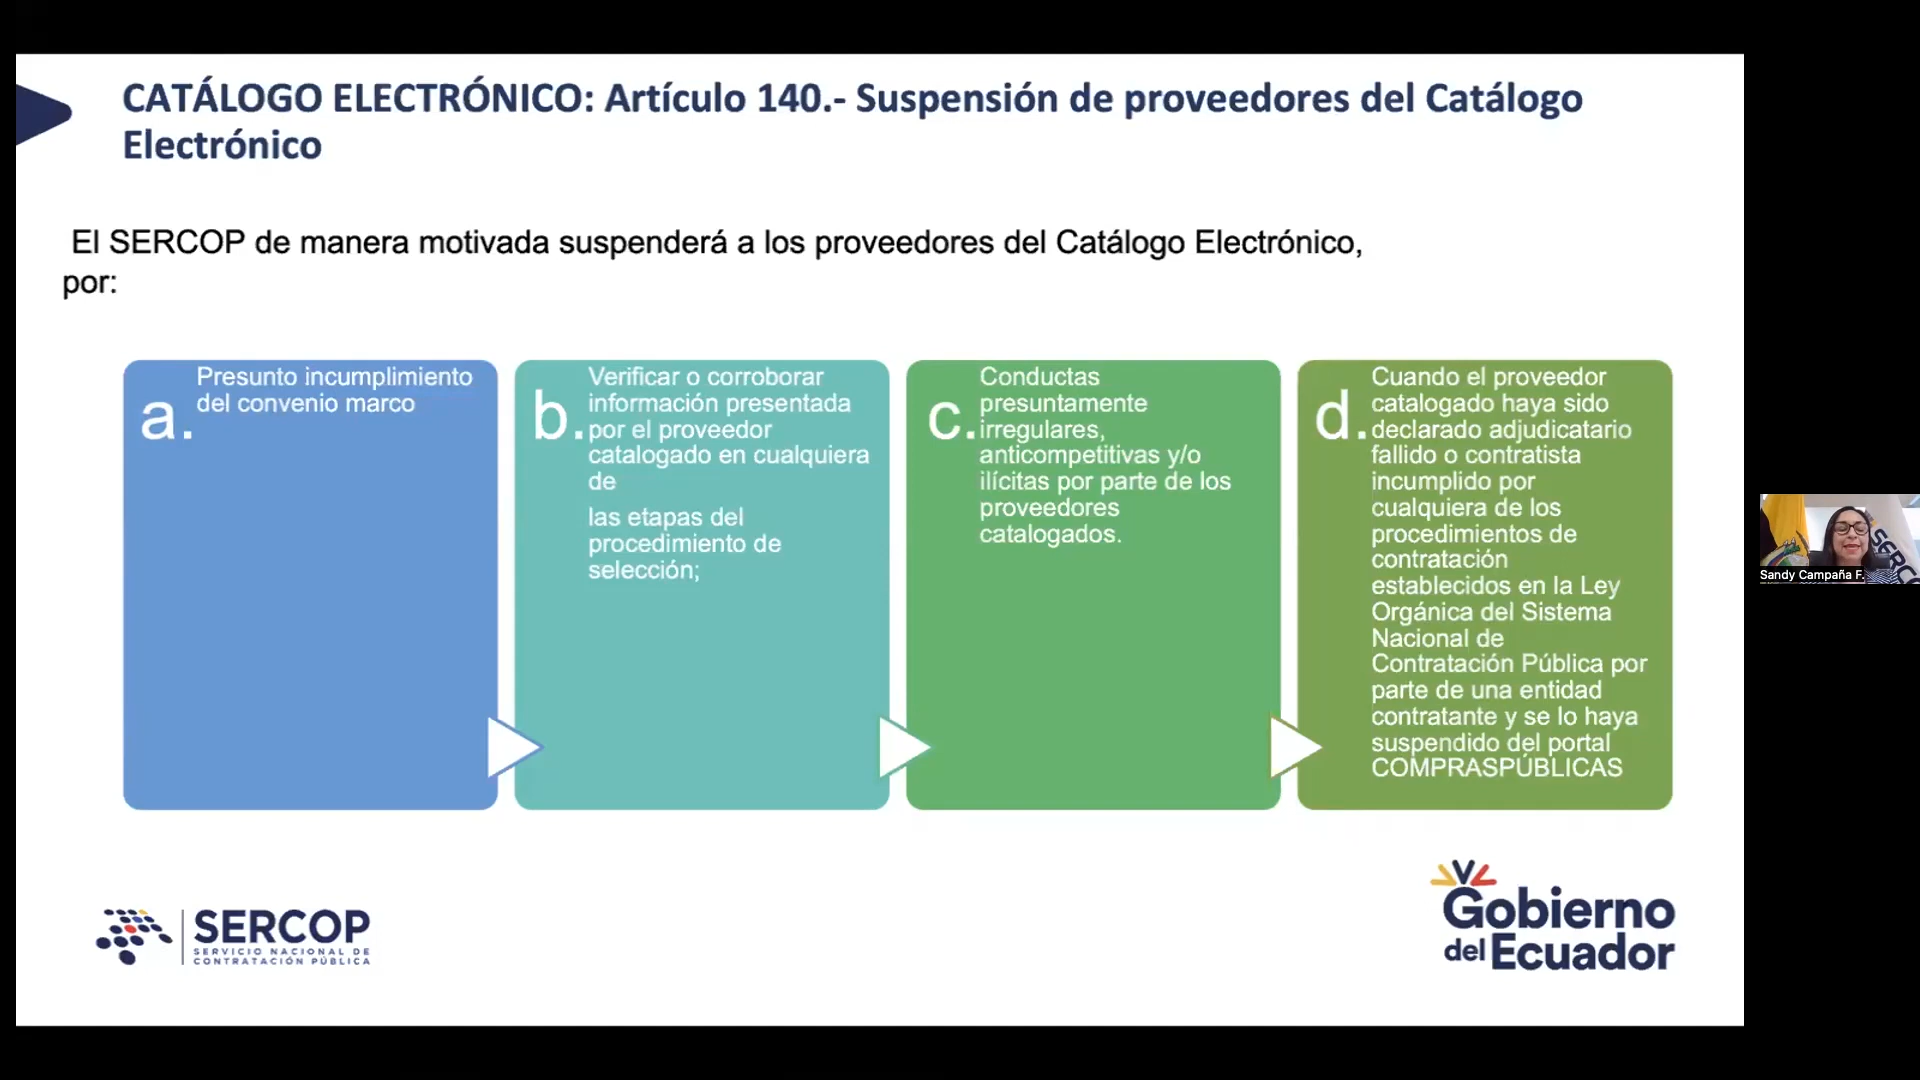 CATÁLOGO ELECTRÓNICO: Artículo 140.- Suspensión de proveedores del Catálogo
Electrónico
El SERCOP de manera motivada suspenderá a los proveedores del Catálogo Electrónico,
por:
a.
Presunto incumplimiento
del convenio marco
b.
Verificar o corroborar
información presentada
por el proveedor
catalogado en cualquiera
de
las etapas del
procedimiento de
selección;
c.
Conductas
presuntamente
irregulares,
anticompetitivas y/o
ilícitas por parte de los
proveedores
catalogados.
d.
Cuando el proveedor
catalogado haya sido
declarado adjudicatario
fallido o contratista
incumplido por
cualquiera de los
procedimientos de
contratación
establecidos en la Ley
Orgánica del Sistema
Nacional de
Contratación Pública por
parte de una entidad
contratante y se lo haya
suspendido del portal
COMPRASPÚBLICAS
SERCOP
SERVICIO NACIONAL DE
CONTRATACIÓN PÚBLICA
Gobierno
del Ecuador
SERC
Sandy Campaña F.